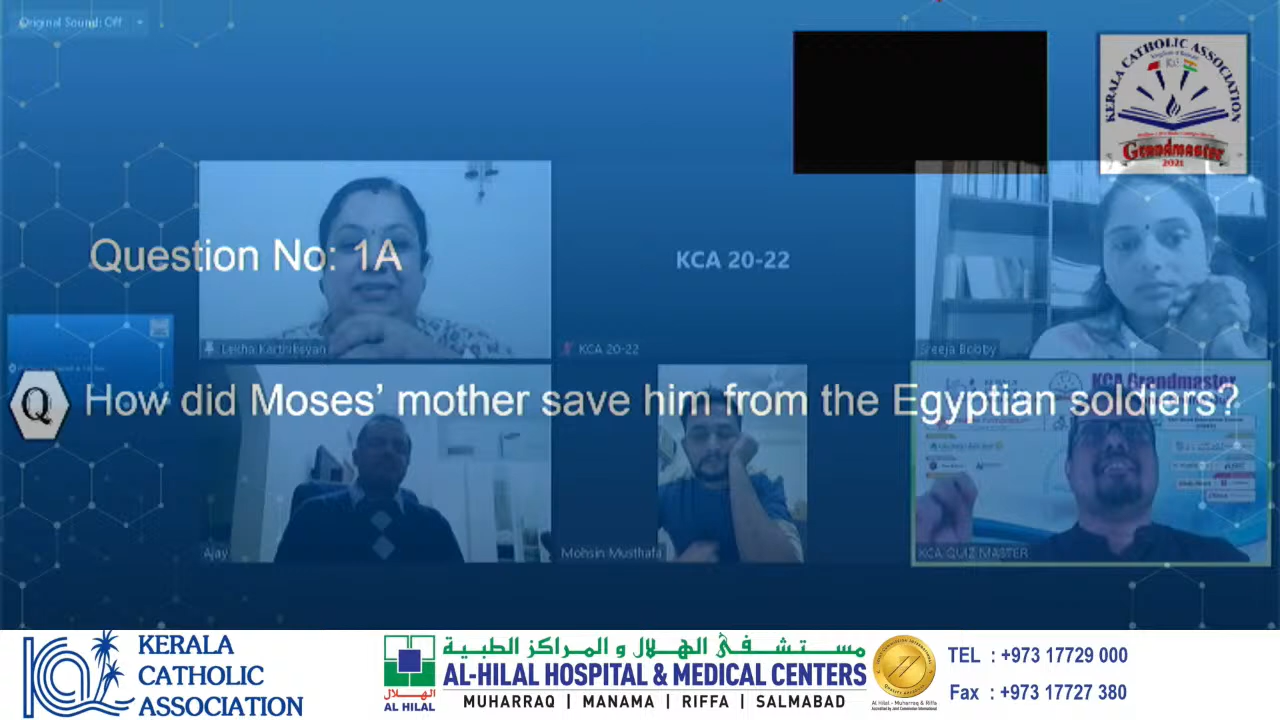 Original Sound: Off
KERALA CATHOLIC ASSOCIATION
Grandmaster
2021
Question No: 1A
KCA 20-22
Lekha Karthikeyan
KCA 20-22
Sreeja Bobby
Q
How did Moses’ mother save him from the Egyptian soldiers?
KCA Grandmaster
Ajay
Mohsin Musthafa
KCA QUIZ MASTER
KERALA
CATHOLIC
ASSOCIATION
مستشفى الهلال و المراكز الطبية
AL-HILAL HOSPITAL & MEDICAL CENTERS
الهلال
AL HILAL
MUHARRAQ | MANAMA | RIFFA | SALMABAD
TEL : +973 17729 000
Fax : +973 17727 380